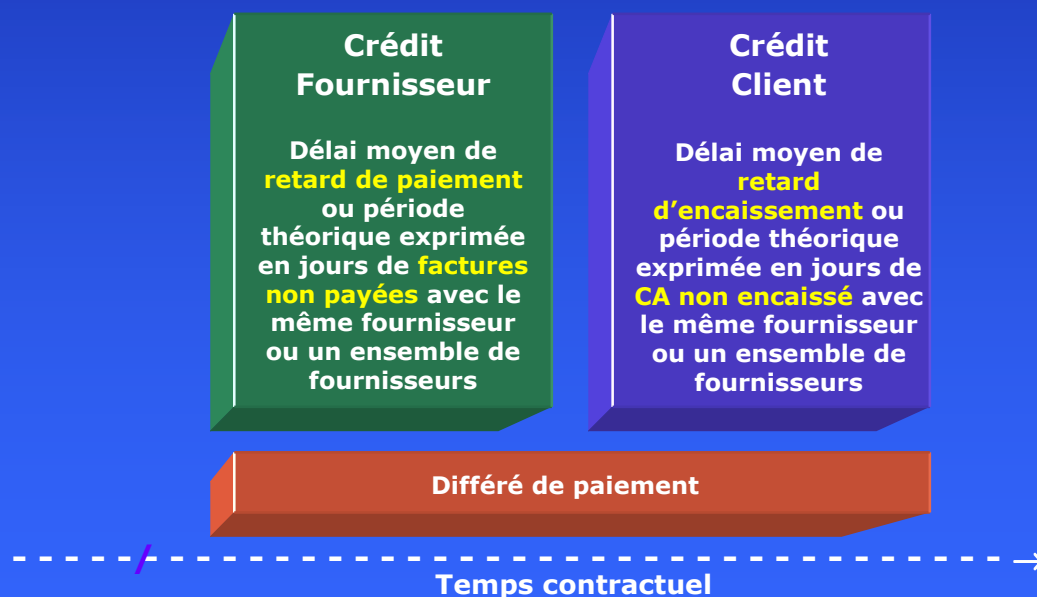 Crédit
Fournisseur
Délai moyen de
retard de paiement
ou période
théorique exprimée
en jours de factures
non payées avec le
même fournisseur
ou un ensemble de
fournisseurs
Crédit
Client
Délai moyen de
retard
d'encaissement ou
période théorique
exprimée en jours de
CA non encaissé avec
le même fournisseur
ou un ensemble de
fournisseurs
Différé de paiement
Temps contractuel